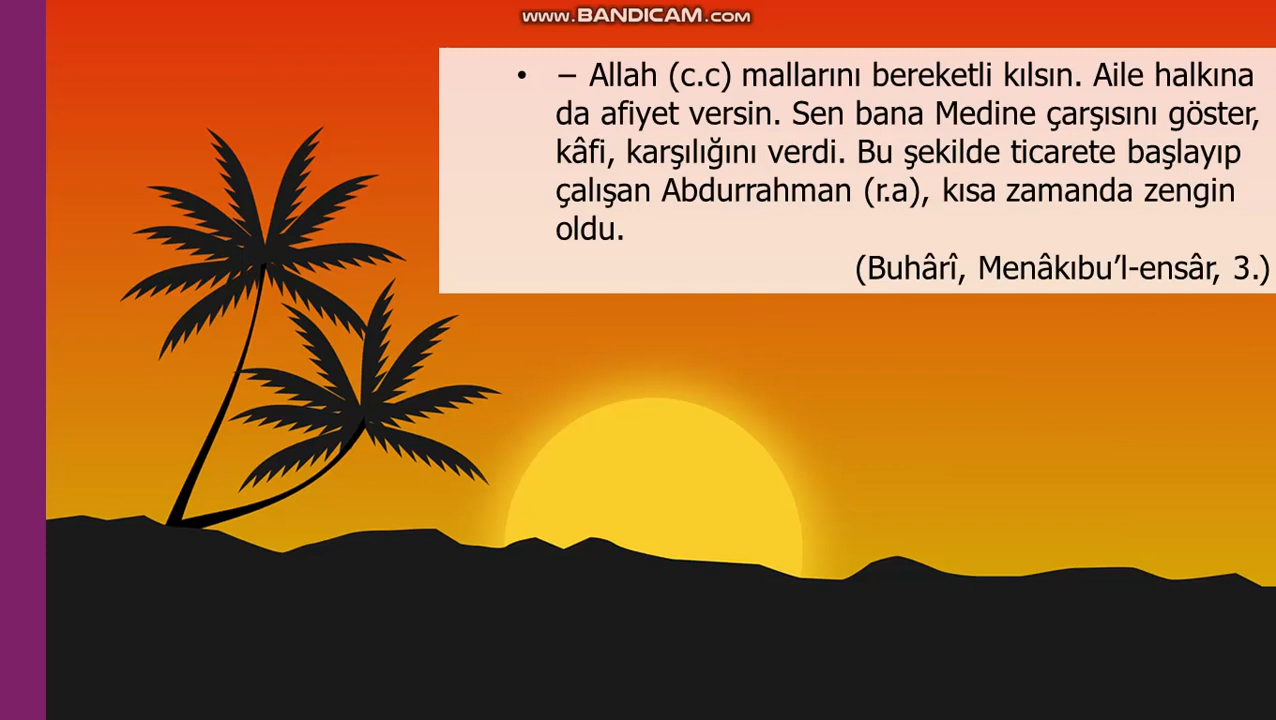 www.BANDICAM.com
• – Allah (c.c) mallarını bereketli kılsın. Aile halkına
da afiyet versin. Sen bana Medine çarşısını göster,
kâfi, karşılığını verdi. Bu şekilde ticarete başlayıp
çalışan Abdurrahman (r.a), kısa zamanda zengin
oldu.
(Buhârî, Menâkıbu’l-ensâr, 3.)